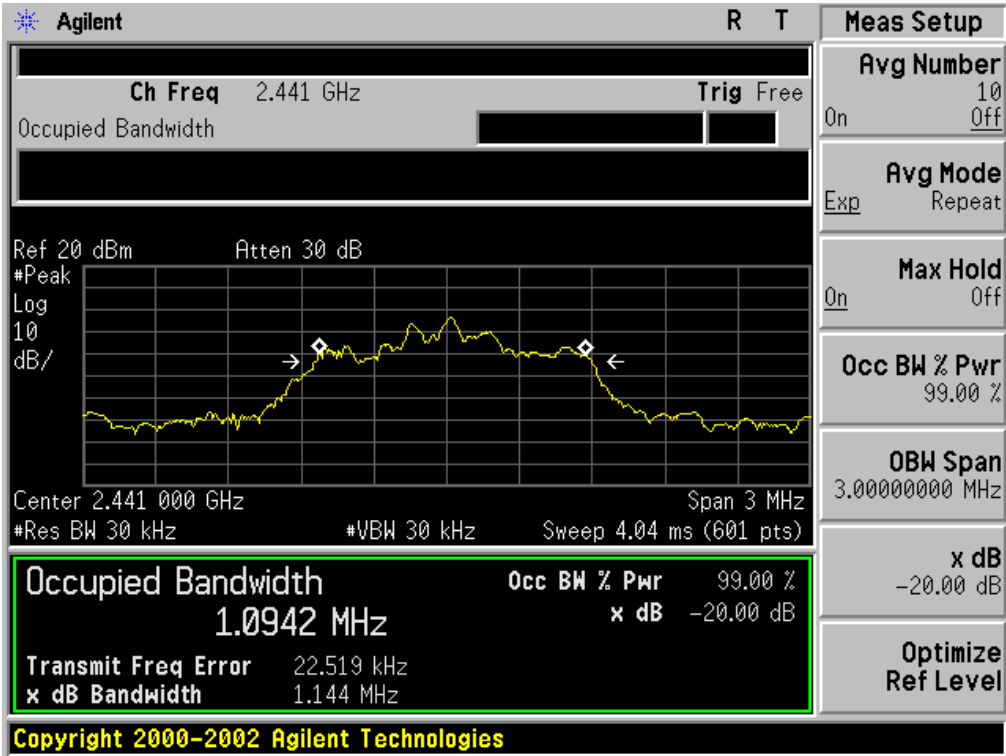 Agilent R T
Ch Freq 2.441 GHz Trig Free
Occupied Bandwidth
Ref 20 dBm Atten 30 dB
#Peak
Log
10
dB/
Center 2.441 000 GHz Span 3 MHz
#Res BW 30 kHz #VBW 30 kHz Sweep 4.04 ms (601 pts)
Occupied Bandwidth Occ BW % Pwr 99.00 %
1.0942 MHz x dB -20.00 dB
Transmit Freq Error 22.519 kHz
x dB Bandwidth 1.144 MHz
Copyright 2000-2002 Agilent Technologies
Meas Setup
Avg Number
10
On Off
Avg Mode
Exp Repeat
Max Hold
On Off
Occ BW % Pwr
99.00 %
OBW Span
3.00000000 MHz
x dB
-20.00 dB
Optimize
Ref Level